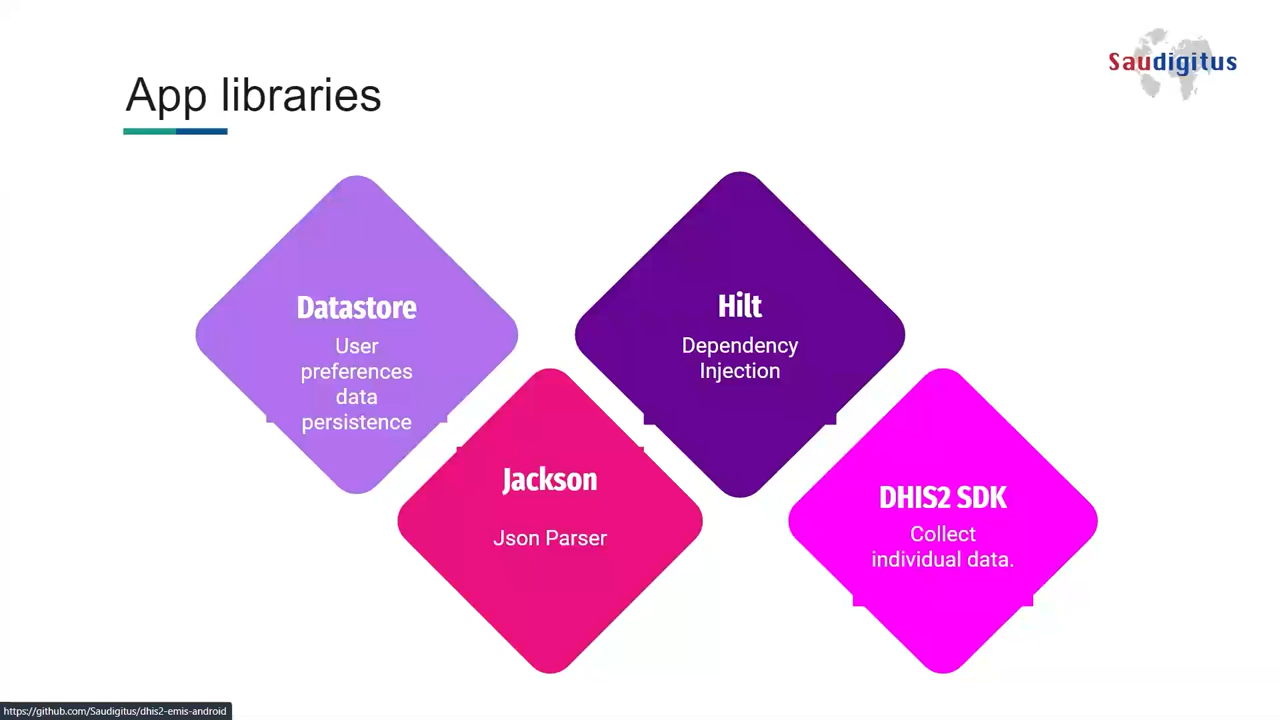 Saudigitus
App libraries
Datastore
User
preferences
data
persistence
Hilt
Dependency
Injection
Jackson
Json Parser
DHIS2 SDK
Collect
individual data.
https://github.com/Saudigitus/dhis2-emis-android